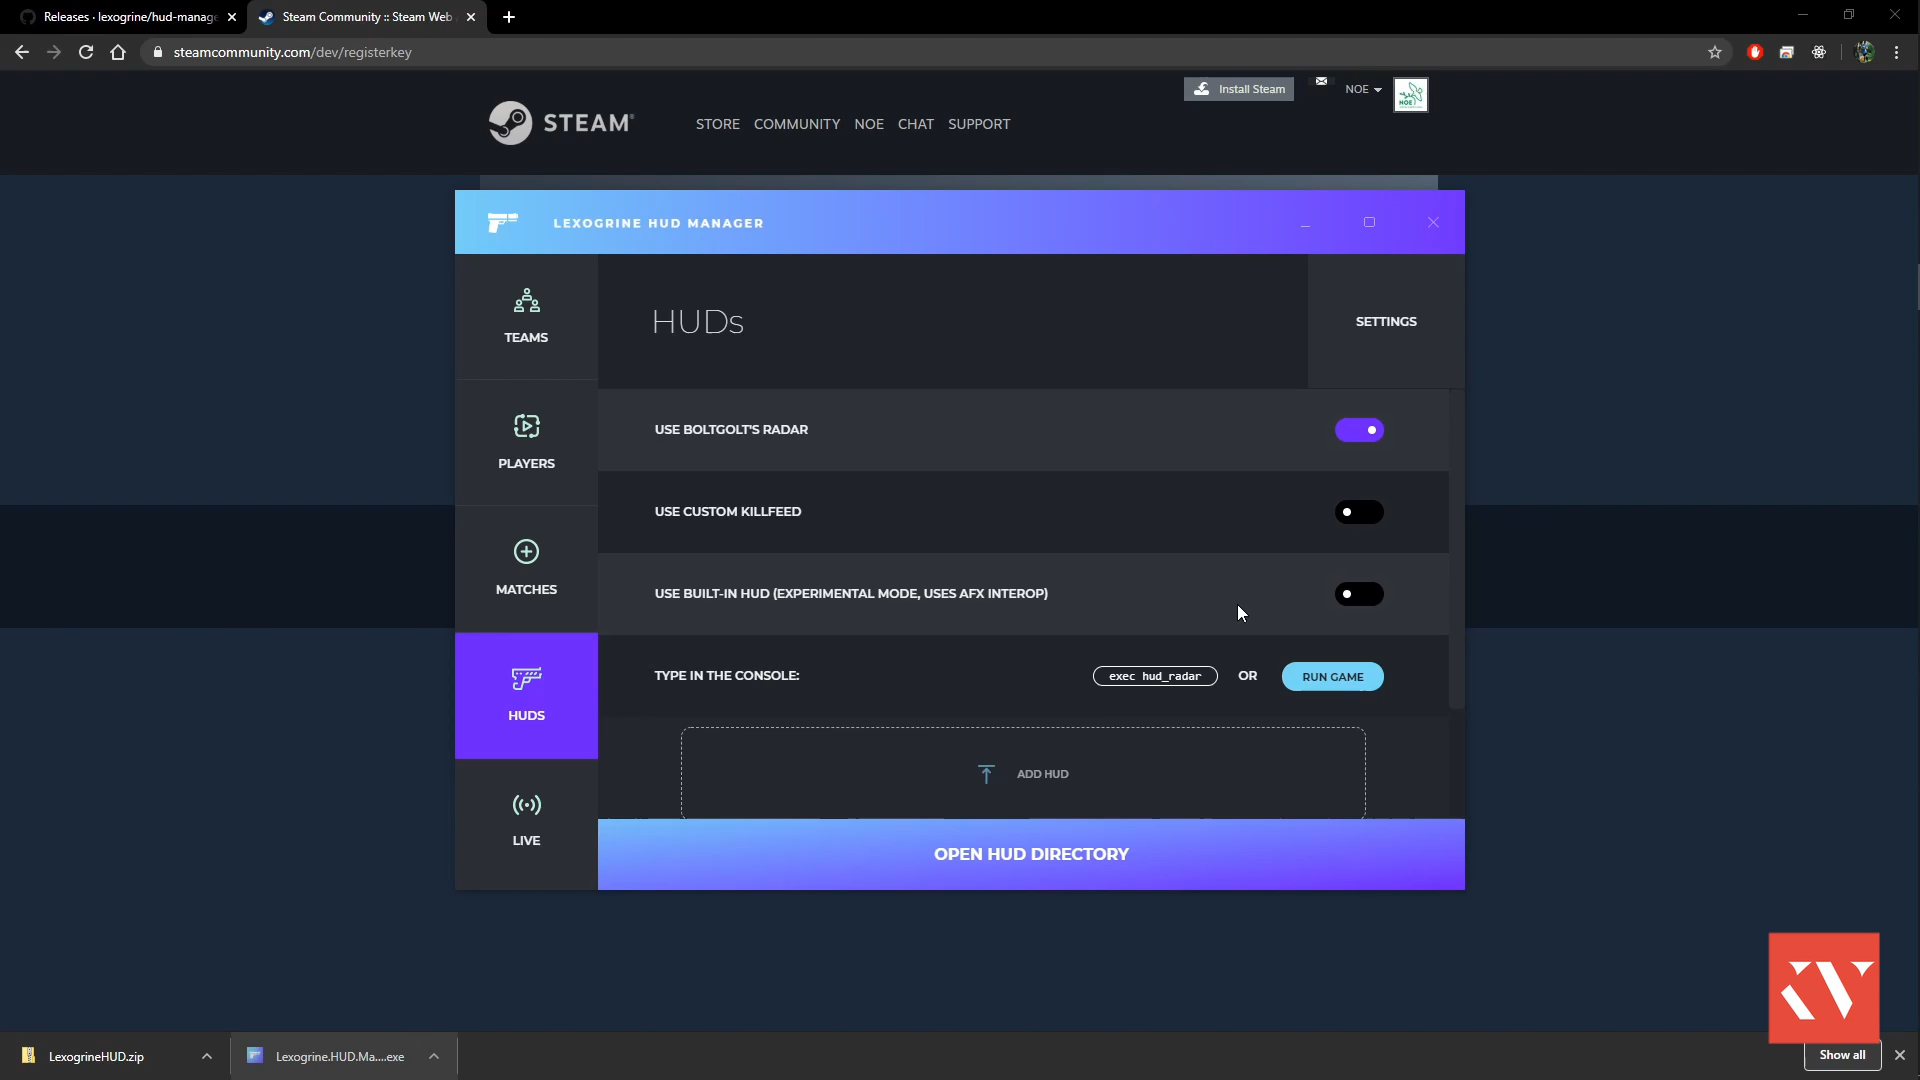 Releases · lexogrine/hud-manage
Steam Community :: Steam Web
steamcommunity.com/dev/registerkey
Install Steam
NOE
STEAM®
STORE COMMUNITY NOE CHAT SUPPORT
LEXOGRINE HUD MANAGER
TEAMS
PLAYERS
MATCHES
HUDS
LIVE
HUDs
SETTINGS
USE BOLTGOLT'S RADAR
USE CUSTOM KILLFEED
USE BUILT-IN HUD (EXPERIMENTAL MODE, USES AFX INTEROP)
TYPE IN THE CONSOLE: exec hud_radar OR RUN GAME
ADD HUD
OPEN HUD DIRECTORY
LexogrineHUD.zip
Lexogrine.HUD.Ma....exe
Show all